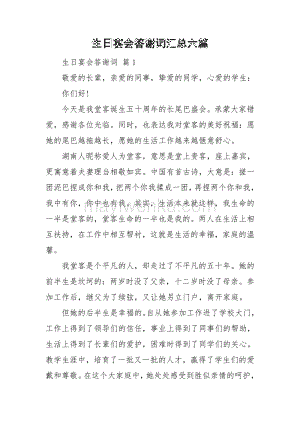 生日宴会答谢词汇总六篇
生日宴会答谢词 篇1
敬爱的长辈，亲爱的同事，挚爱的同学，心爱的学生：
你们好！
今天是我堂客诞生五十周年的长尾巴盛会。承蒙大家错
爱，感谢各位光临。同时，也表达我对堂客的美好祝福：愿
她的尾巴越拖越长，愿她的生活工作越来越惬意舒心。
湖南人昵称爱人为堂客，意思是堂上贵客，座上嘉宾，
更寓意着夫妻理台相敬如宾。中国有首古诗，大意是：搓一
团泥巴捏成你和我，把两个你和我揉成一团。再捏两个你和我，
我中有你，你中也有我。其实，生活本来就这样。我生命的
一半是堂客的，堂客生命的一半也是我的。两人在生活上相
互扶持，在工作中相互帮衬，这就是生活的幸福，家庭的温
馨。
我堂客是个平凡的人，却走过了不平凡的五十年。她的
前半生是坎坷的：两岁时没了父亲，十二岁时没了母亲。参
加工作后，继父为了续弦，又让她另立门户，离开家庭。
但她的后半生是幸福的。自从她参加工作迈了学校大门，
工作上得到了领导们的信任，事业上得到了同事们的帮助，
生活上得到了长辈们的爱护，困难时得到了同学们的关心。
教学生涯中，培育了一批又一批的人才，赢得了学生们的爱
戴和尊敬。在这个大家庭中，她处处感受到胜似亲情的呵护，